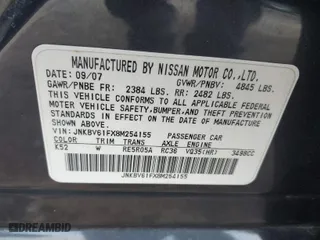 MANUFACTURED BY NISSAN MOTOR CO.,LTD.
DATE: 09/07 GVWR/PNBV: 4845 LBS.
GAWR/PNBE FR: 2384 LBS. RR: 2482 LBS.
THIS VEHICLE CONFORMS TO ALL APPLICABLE FEDERAL
MOTOR VEHICLE SAFETY, BUMPER, AND THEFT PREVENTION
STANDARDS IN EFFECT ON THE DATE OF MANUFACTURE
SHOWN ABOVE.
VIN: JNKBV61FX8M254155 PASSENGER CAR
COLOR TRIM TRANS AXLE ENGINE
K52 W RE5R05A RC36 VQ35(HR) 3498CC
JNKBV61FX8M254155